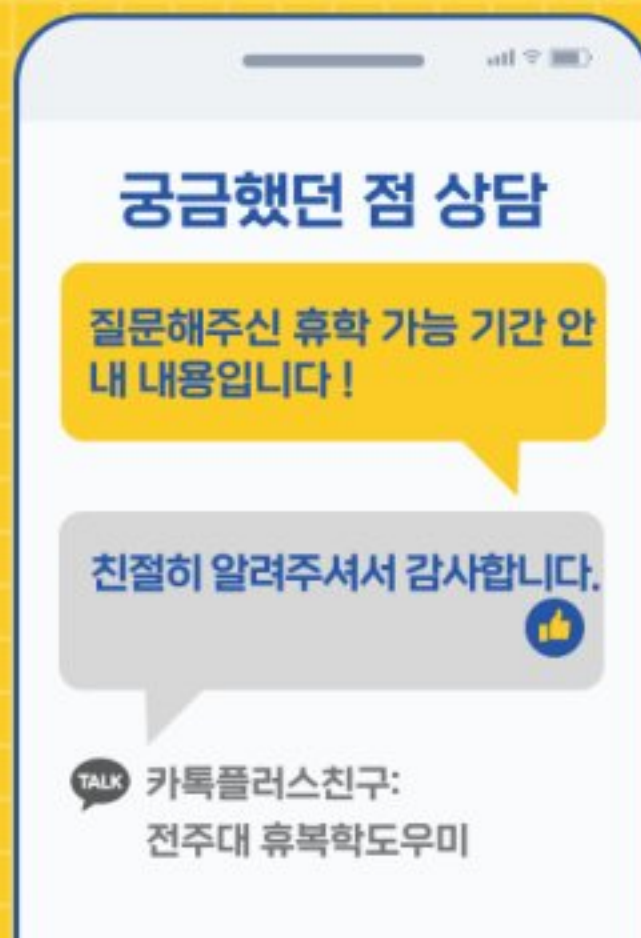 궁금했던 점 상담
질문해주신 휴학 가능 기간 안
내 내용입니다 !
친절히 알려주셔서 감사합니다.
TALK 카톡플러스친구:
전주대 휴복학도우미